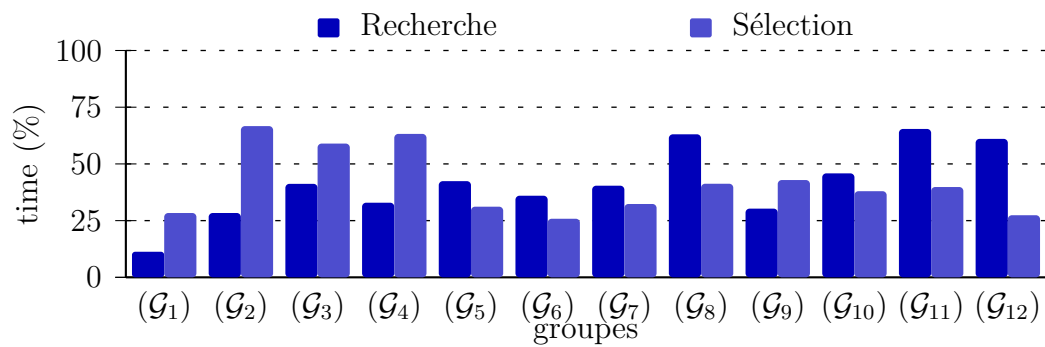 Recherche Sélection
100
75
50
25
0
time (%)
(𝒢₁) (𝒢₂) (𝒢₃) (𝒢₄) (𝒢₅) (𝒢₆) (𝒢₇) (𝒢₈) (𝒢₉) (𝒢₁₀) (𝒢₁₁) (𝒢₁₂)
groupes